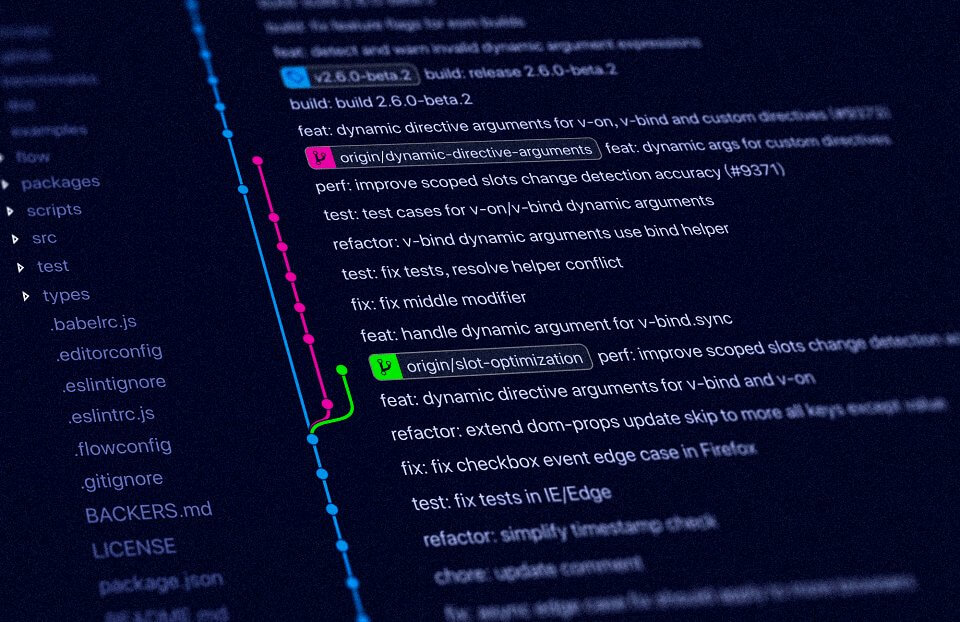 examples
flow
packages
scripts
src
test
types
.babelrc.js
.editorconfig
.eslintignore
.eslintrc.js
.flowconfig
.gitignore
BACKERS.md
LICENSE
package.json
README.md
build: fix feature flags for esm builds
feat: detect and warn invalid dynamic argument expressions
v2.6.0-beta.2 build: release 2.6.0-beta.2
build: build 2.6.0-beta.2
feat: dynamic directive arguments for v-on, v-bind and custom directives (#9373)
origin/dynamic-directive-arguments feat: dynamic args for custom directives
perf: improve scoped slots change detection accuracy (#9371)
test: test cases for v-on/v-bind dynamic arguments
refactor: v-bind dynamic arguments use bind helper
test: fix tests, resolve helper conflict
fix: fix middle modifier
feat: handle dynamic argument for v-bind.sync
origin/slot-optimization perf: improve scoped slots change detection
feat: dynamic directive arguments for v-bind and v-on
refactor: extend dom-props update skip to more all keys except value
fix: fix checkbox event edge case in Firefox
test: fix tests in IE/Edge
refactor: simplify timestamp check
chore: update comment
fix: async edge case fix should apply to more browsers